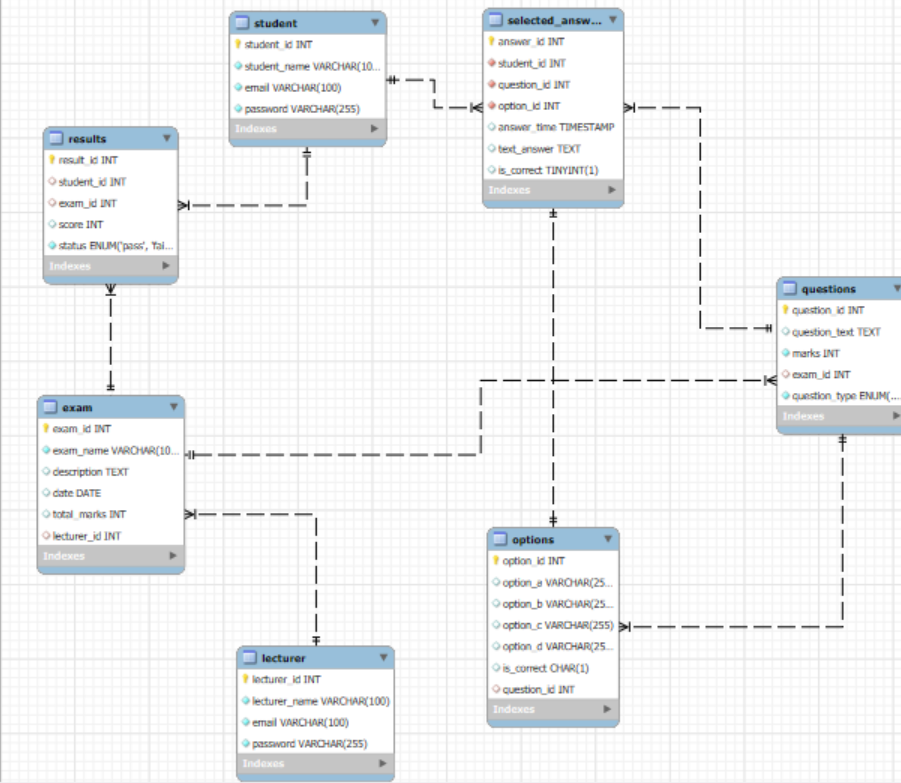 student
student_id INT
student_name VARCHAR(10...
email VARCHAR(100)
password VARCHAR(255)
Indexes
selected_answ...
answer_id INT
student_id INT
question_id INT
option_id INT
answer_time TIMESTAMP
text_answer TEXT
is_correct TINYINT(1)
Indexes
results
result_id INT
student_id INT
exam_id INT
score INT
status ENUM('pass', 'fai...
Indexes
questions
question_id INT
question_text TEXT
marks INT
exam_id INT
question_type ENUM(...
Indexes
exam
exam_id INT
exam_name VARCHAR(10...
description TEXT
date DATE
total_marks INT
lecturer_id INT
Indexes
options
option_id INT
option_a VARCHAR(25...
option_b VARCHAR(25...
option_c VARCHAR(255)
option_d VARCHAR(25...
is_correct CHAR(1)
question_id INT
Indexes
lecturer
lecturer_id INT
lecturer_name VARCHAR(100)
email VARCHAR(100)
password VARCHAR(255)
Indexes